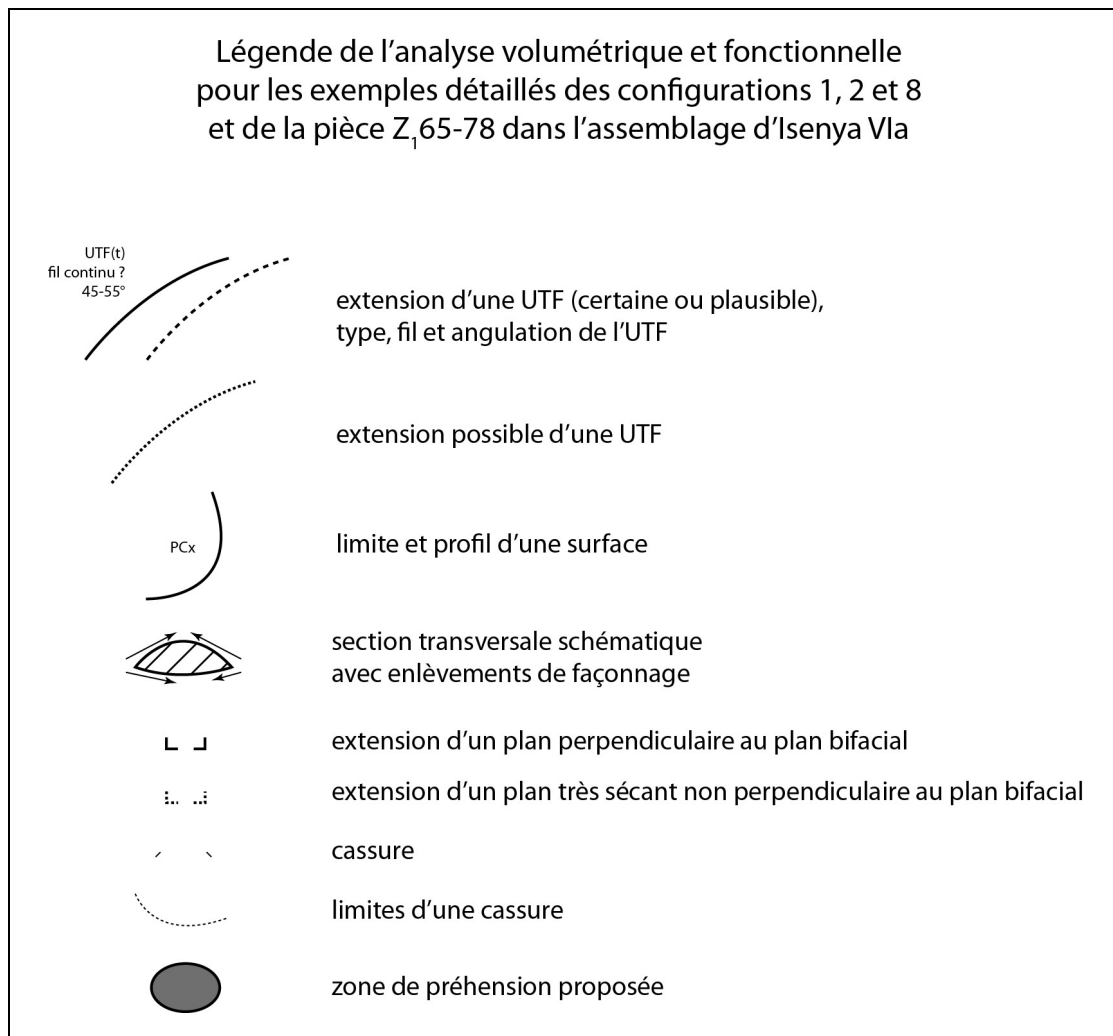 Légende de l’analyse volumétrique et fonctionnelle
pour les exemples détaillés des configurations 1, 2 et 8
et de la pièce Z₁65-78 dans l’assemblage d’Isenya VIa
UTF(t)
fil continu ?
45-55°
extension d’une UTF (certaine ou plausible),
type, fil et angulation de l’UTF
extension possible d’une UTF
PCx
limite et profil d’une surface
section transversale schématique
avec enlèvements de façonnage
extension d’un plan perpendiculaire au plan bifacial
extension d’un plan très sécant non perpendiculaire au plan bifacial
cassure
limites d’une cassure
zone de préhension proposée